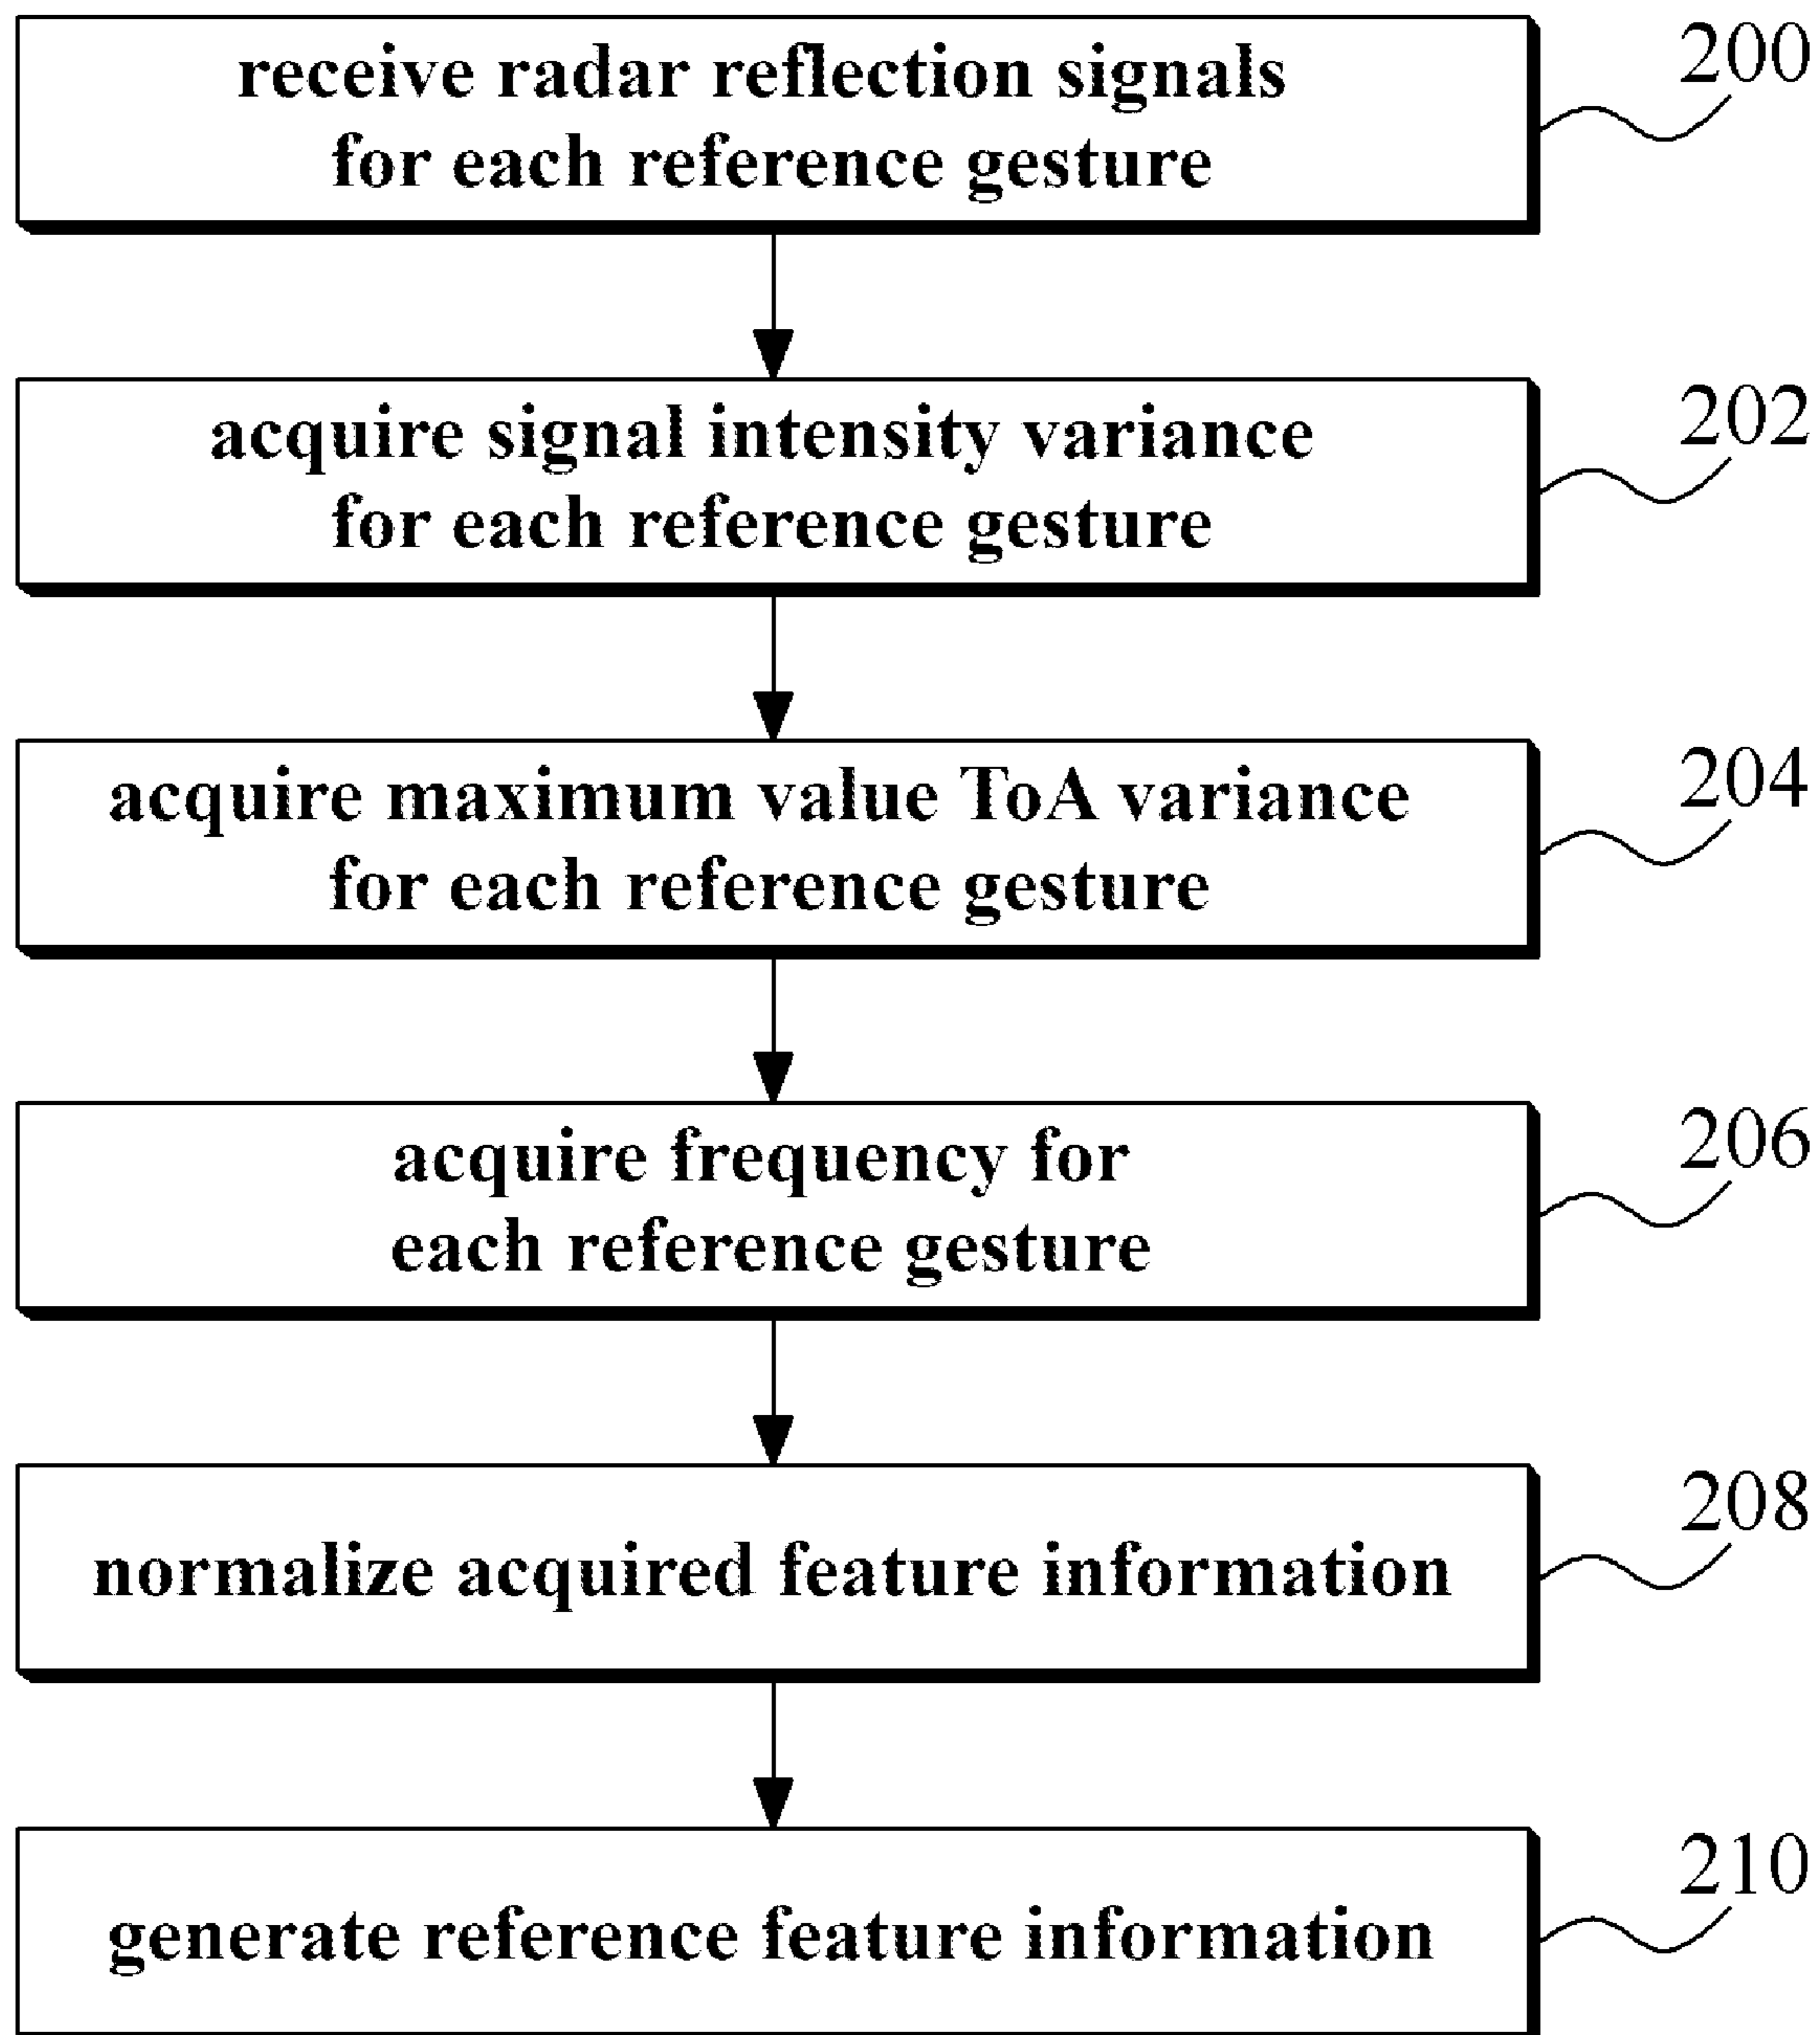 receive radar reflection signals
for each reference gesture
200
acquire signal intensity variance
for each reference gesture
202
acquire maximum value ToA variance
for each reference gesture
204
acquire frequency for
each reference gesture
206
normalize acquired feature information
208
generate reference feature information
210